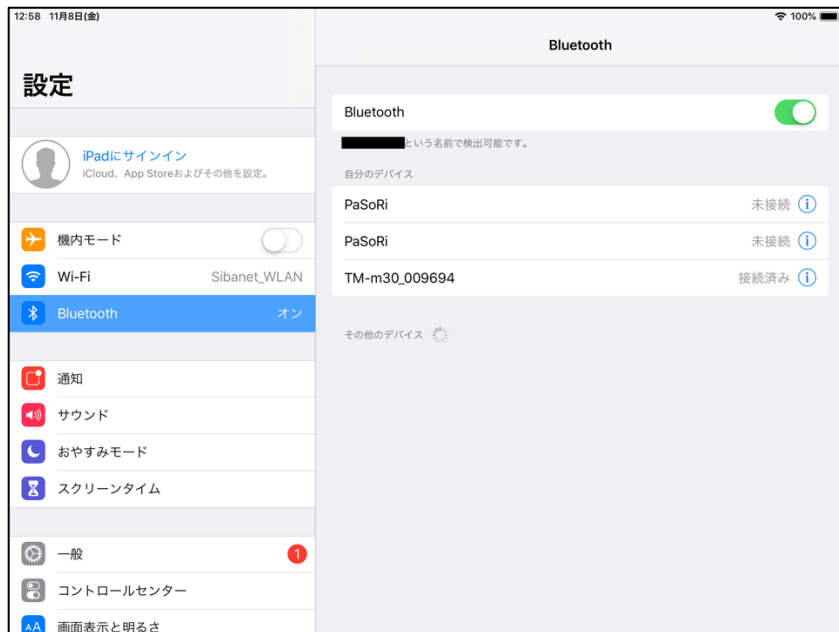 12:58 11月8日(金)
100%
設定
iPadにサインイン
iCloud、App Storeおよびその他を設定。
機内モード
Wi-Fi Sibanet_WLAN
Bluetooth オン
通知
サウンド
おやすみモード
スクリーンタイム
一般 1
コントロールセンター
AA 画面表示と明るさ
Bluetooth
Bluetooth
という名前で検出可能です。
自分のデバイス
PaSoRi 未接続
PaSoRi 未接続
TM-m30_009694 接続済み
その他のデバイス